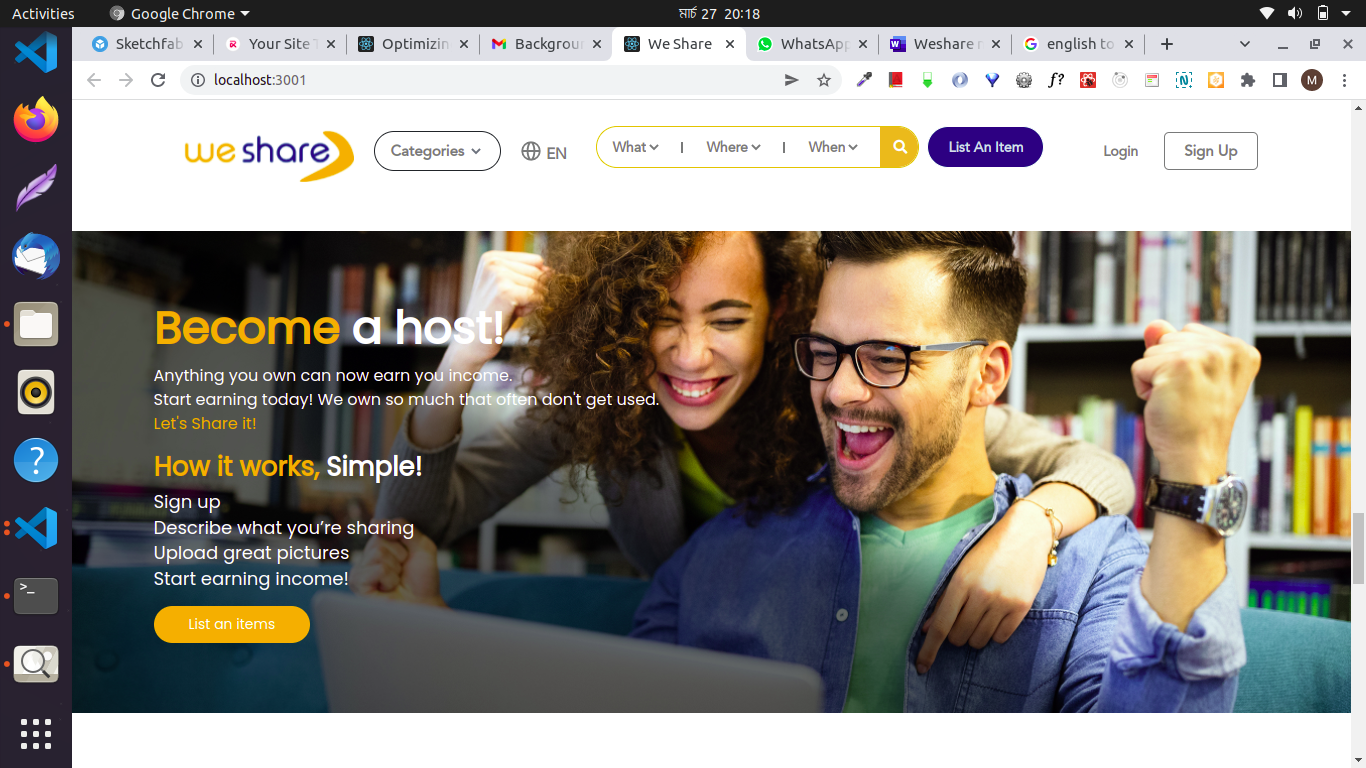 Activities
Google Chrome
মার্চ 27 20:18
Sketchfab
Your Site T
Optimizin
Backgroun
We Share
WhatsApp
Weshare r
english to
localhost:3001
M
we share
Categories
EN
What
Where
When
List An Item
Login
Sign Up
Become a host!
Anything you own can now earn you income.
Start earning today! We own so much that often don't get used.
Let's Share it!
How it works, Simple!
Sign up
Describe what you’re sharing
Upload great pictures
Start earning income!
List an items